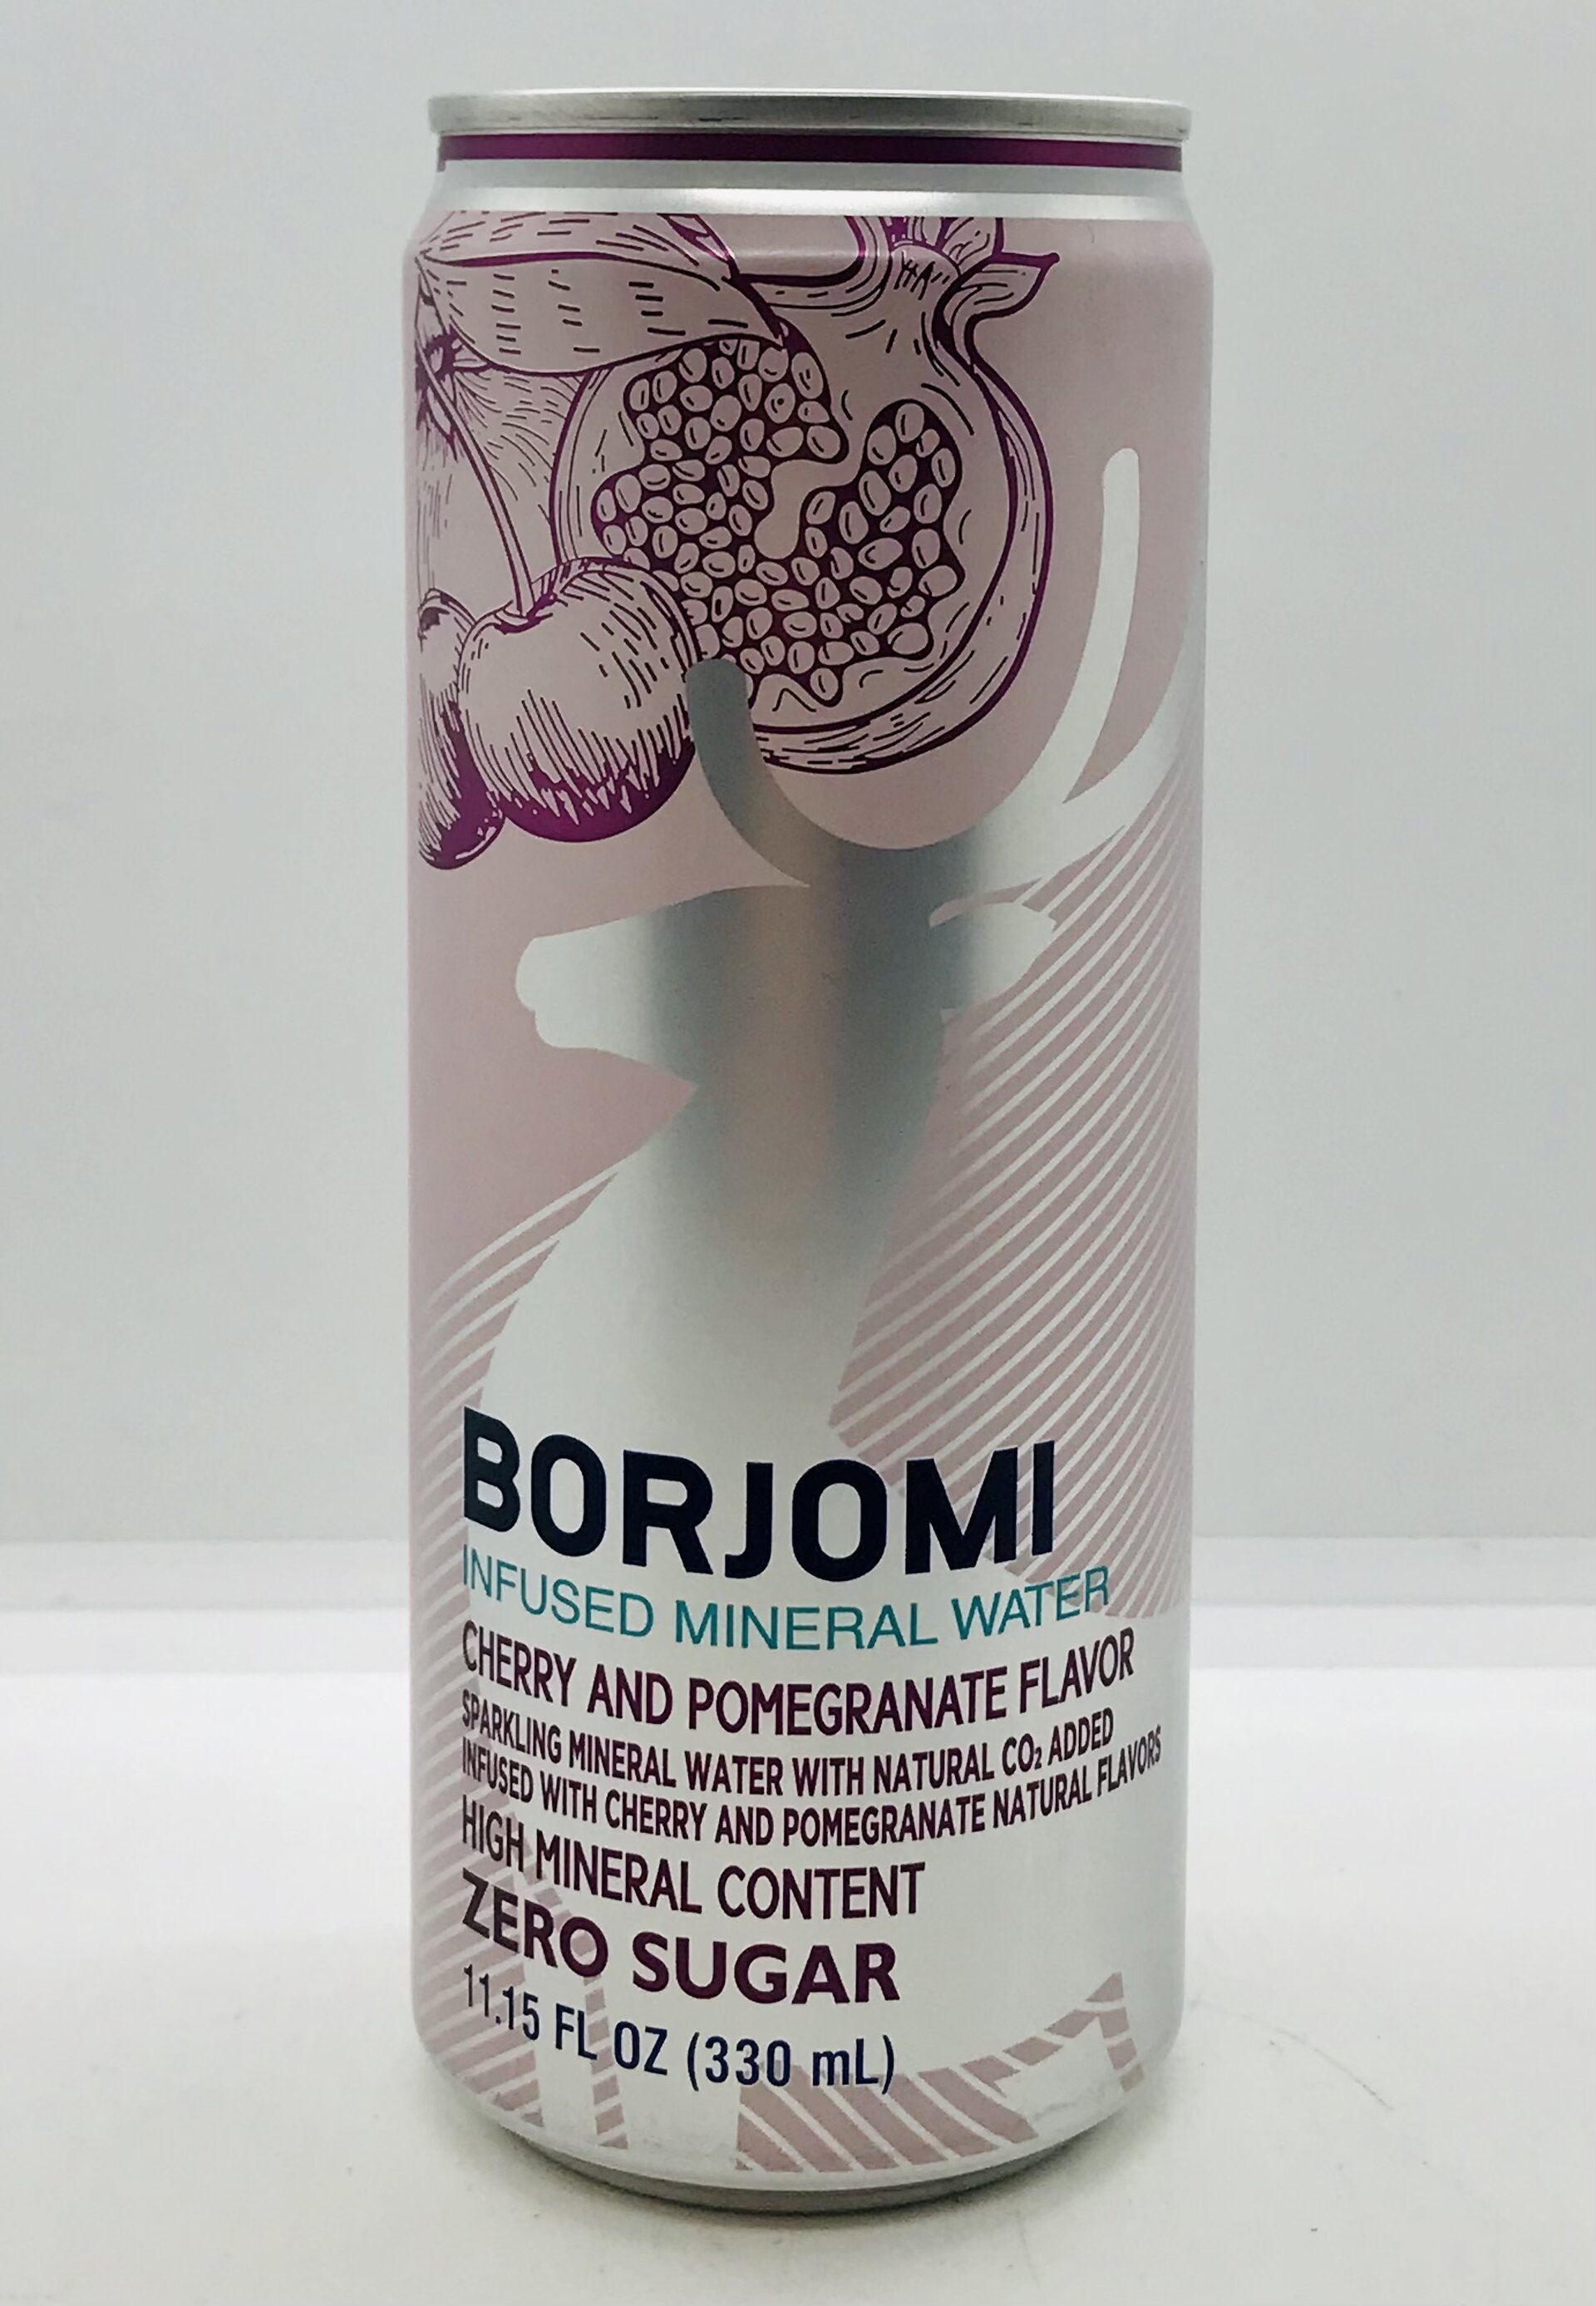 BORJOMI
INFUSED MINERAL WATER
CHERRY AND POMEGRANATE FLAVOR
SPARKLING MINERAL WATER WITH NATURAL CO₂ ADDED
INFUSED WITH CHERRY AND POMEGRANATE NATURAL FLAVORS
HIGH MINERAL CONTENT
ZERO SUGAR
11.15 FL OZ (330 mL)